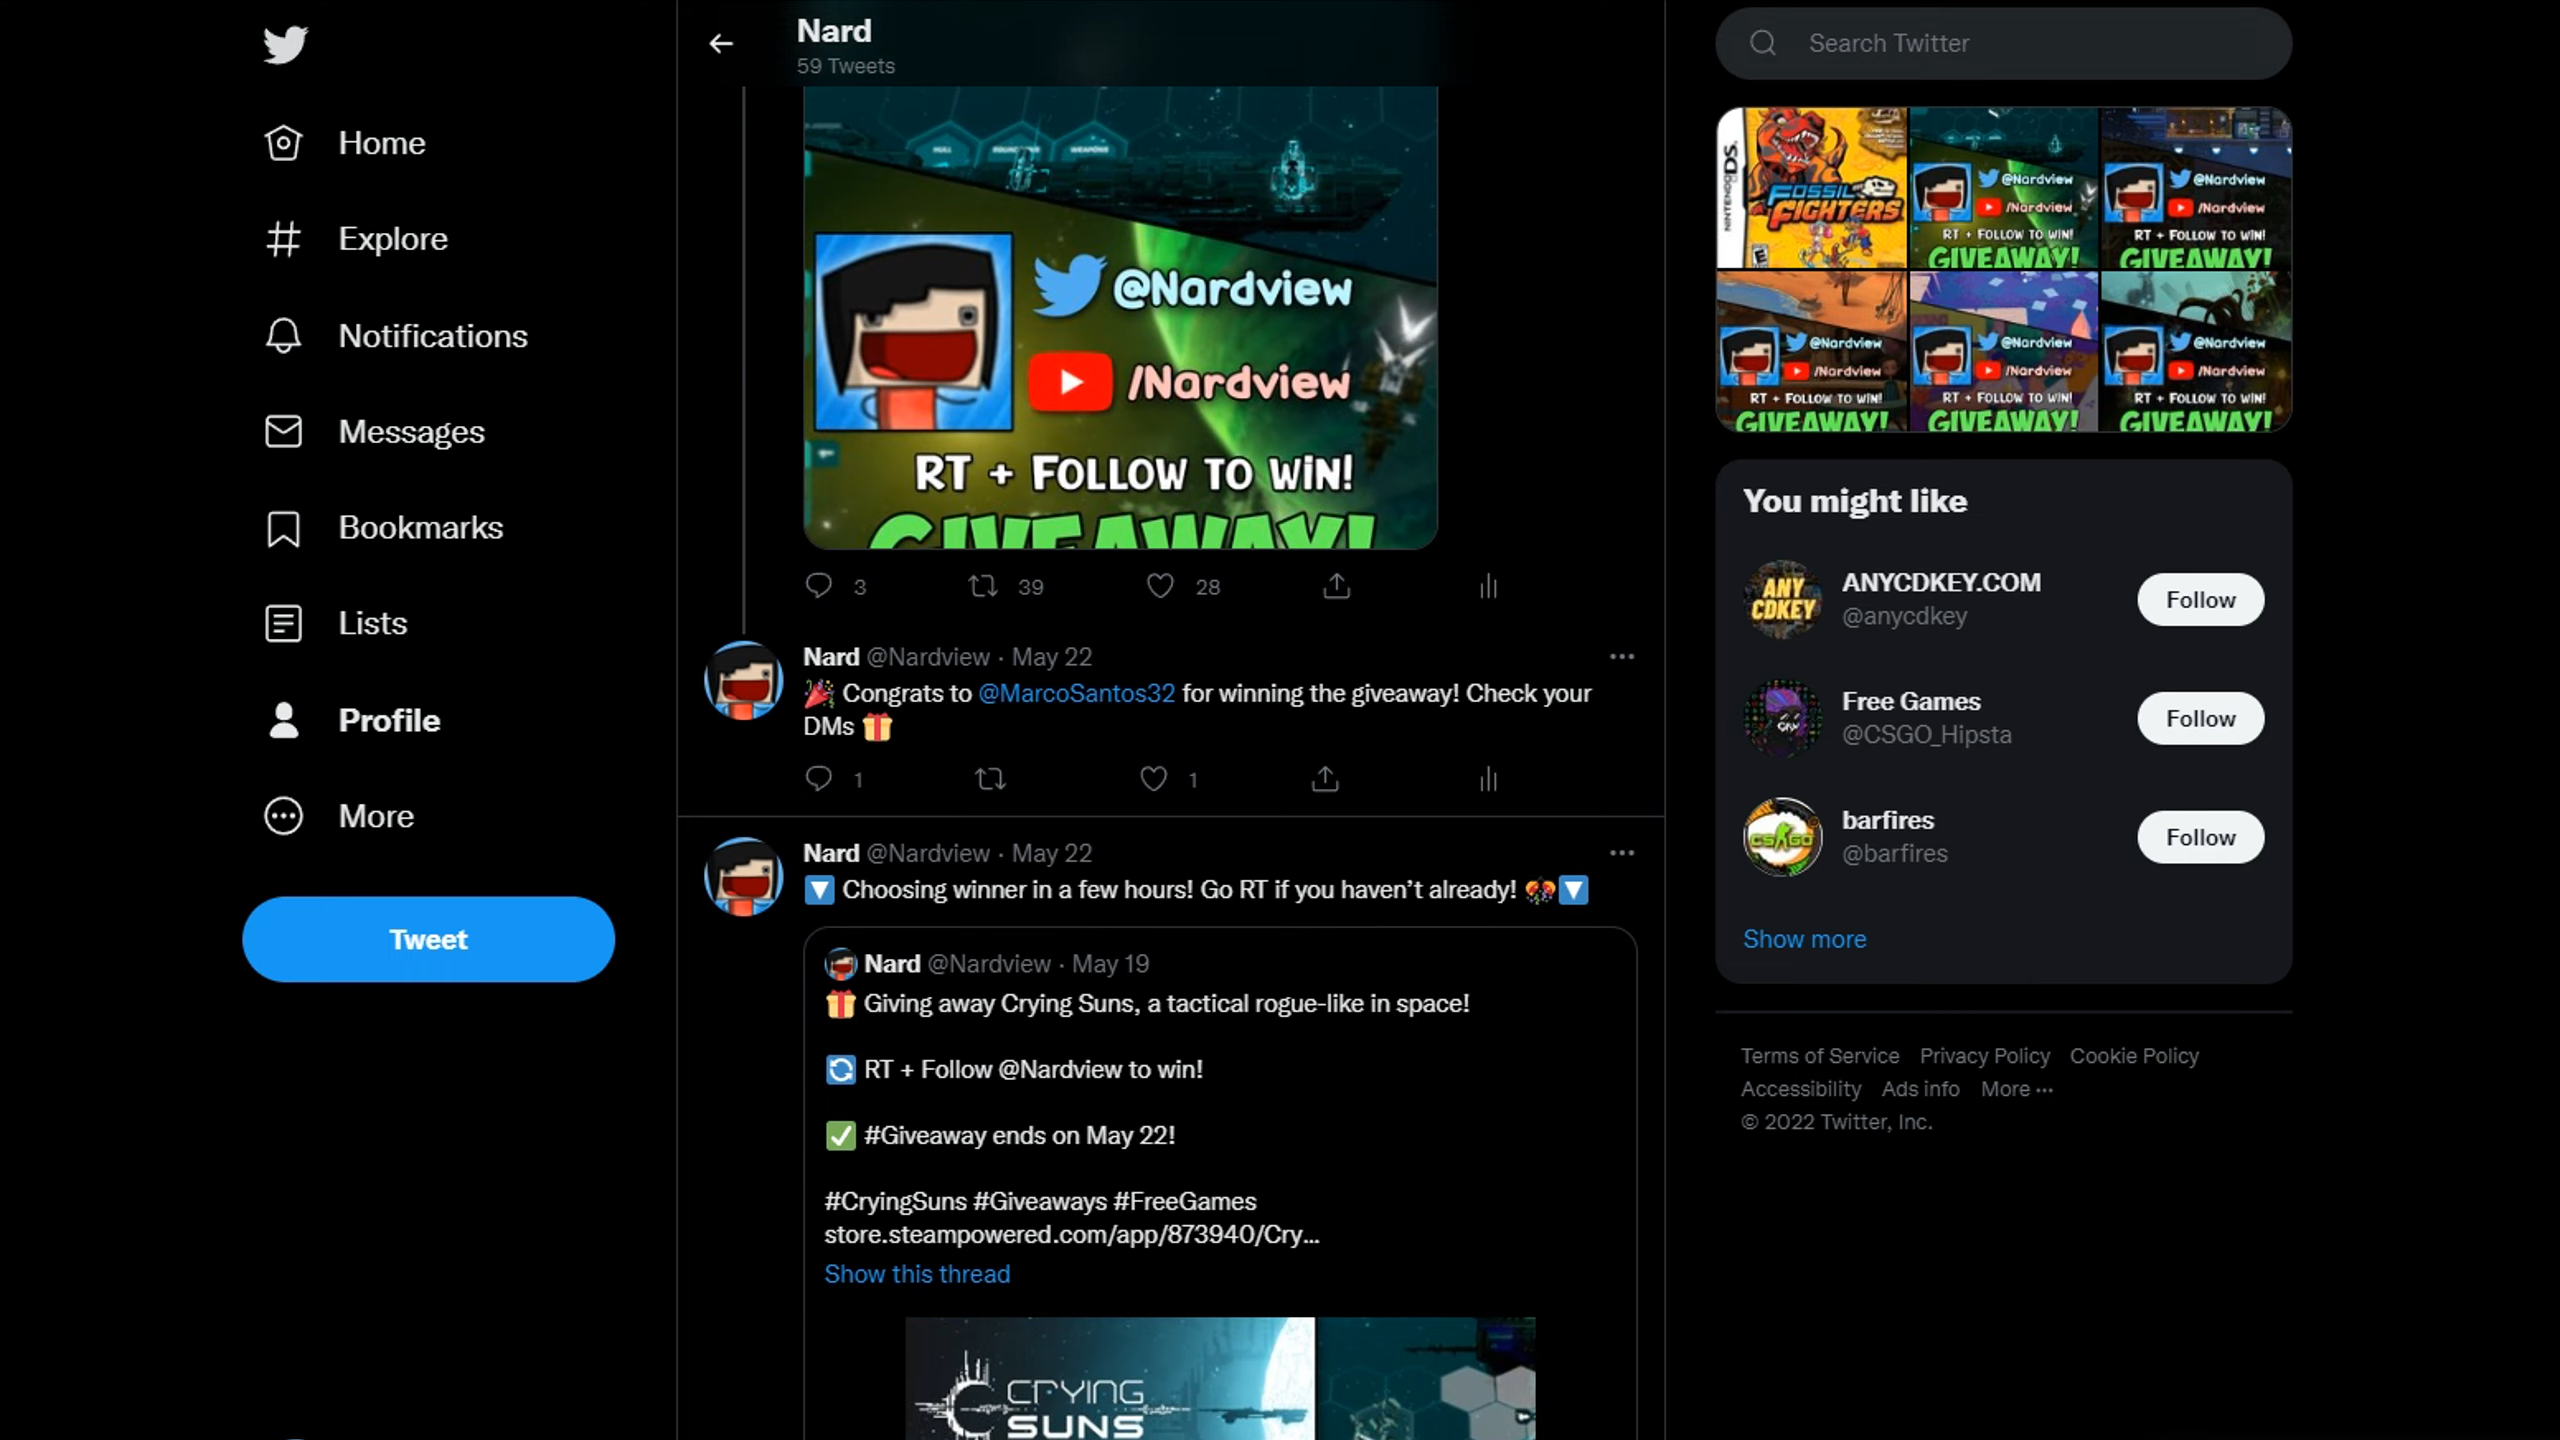 Home
Explore
Notifications
Messages
Bookmarks
Lists
Profile
More
Tweet
Nard
59 Tweets
HULL SQUADRONS WEAPONS
@Nardview
/Nardview
RT + FOLLOW TO WIN!
GIVEAWAY!
3 39 28
Nard @Nardview · May 22
Congrats to @MarcoSantos32 for winning the giveaway! Check your
DMs
1 1
Nard @Nardview · May 22
Choosing winner in a few hours! Go RT if you haven’t already!
Nard @Nardview · May 19
Giving away Crying Suns, a tactical rogue-like in space!
RT + Follow @Nardview to win!
#Giveaway ends on May 22!
#CryingSuns #Giveaways #FreeGames
store.steampowered.com/app/873940/Cry...
Show this thread
CRYING
SUNS
Search Twitter
NINTENDO DS
FOSSIL
FIGHTERS
E
@Nardview
/Nardview
RT + FOLLOW TO WIN!
GIVEAWAY!
@Nardview
/Nardview
RT + FOLLOW TO WIN!
GIVEAWAY!
@Nardview
/Nardview
RT + FOLLOW TO WIN!
GIVEAWAY!
@Nardview
/Nardview
RT + FOLLOW TO WIN!
GIVEAWAY!
@Nardview
/Nardview
RT + FOLLOW TO WIN!
GIVEAWAY!
You might like
ANY
CDKEY
ANYCDKEY.COM
@anycdkey
Follow
Free Games
@CSGO_Hipsta
Follow
CS GO
barfires
@barfires
Follow
Show more
Terms of Service Privacy Policy Cookie Policy
Accessibility Ads info More ···
© 2022 Twitter, Inc.